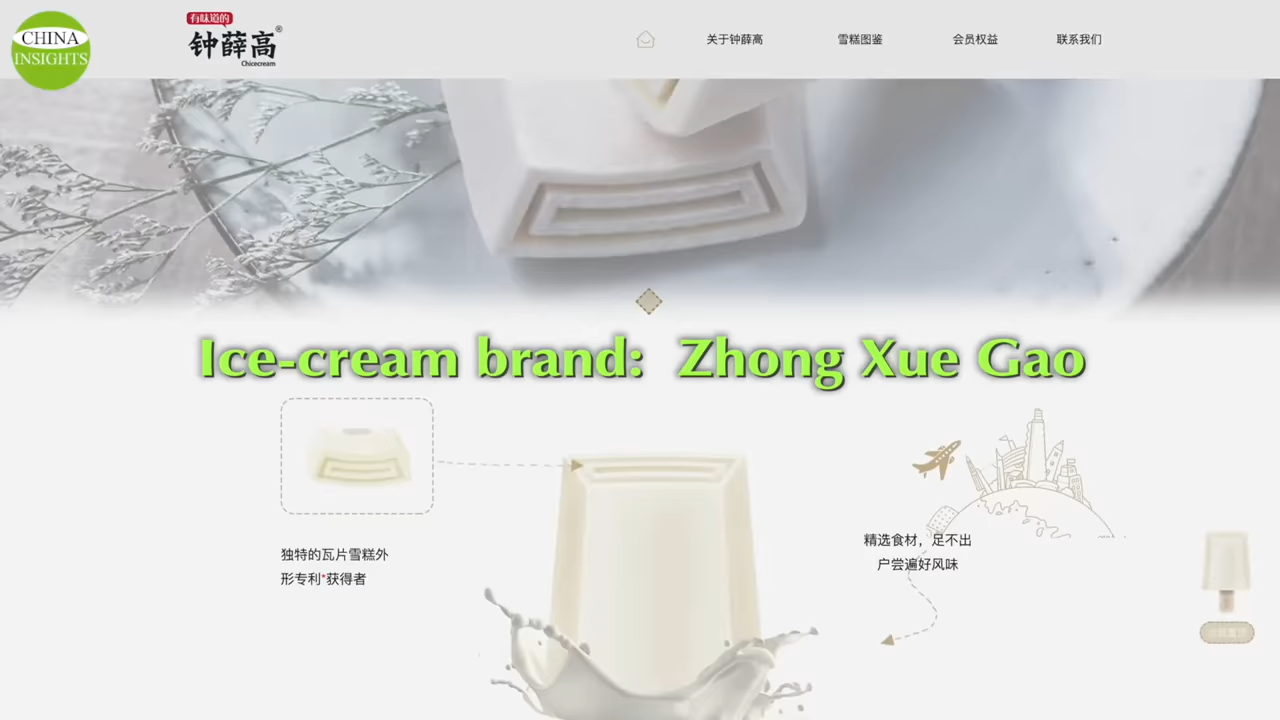 CHINA
INSIGHTS
有味道的
钟薛高®
Chicecream
关于钟薛高
雪糕图鉴
会员权益
联系我们
Ice-cream brand: Zhong Xue Gao
独特的瓦片雪糕外
形专利*获得者
精选食材，足不出
户尝遍好风味